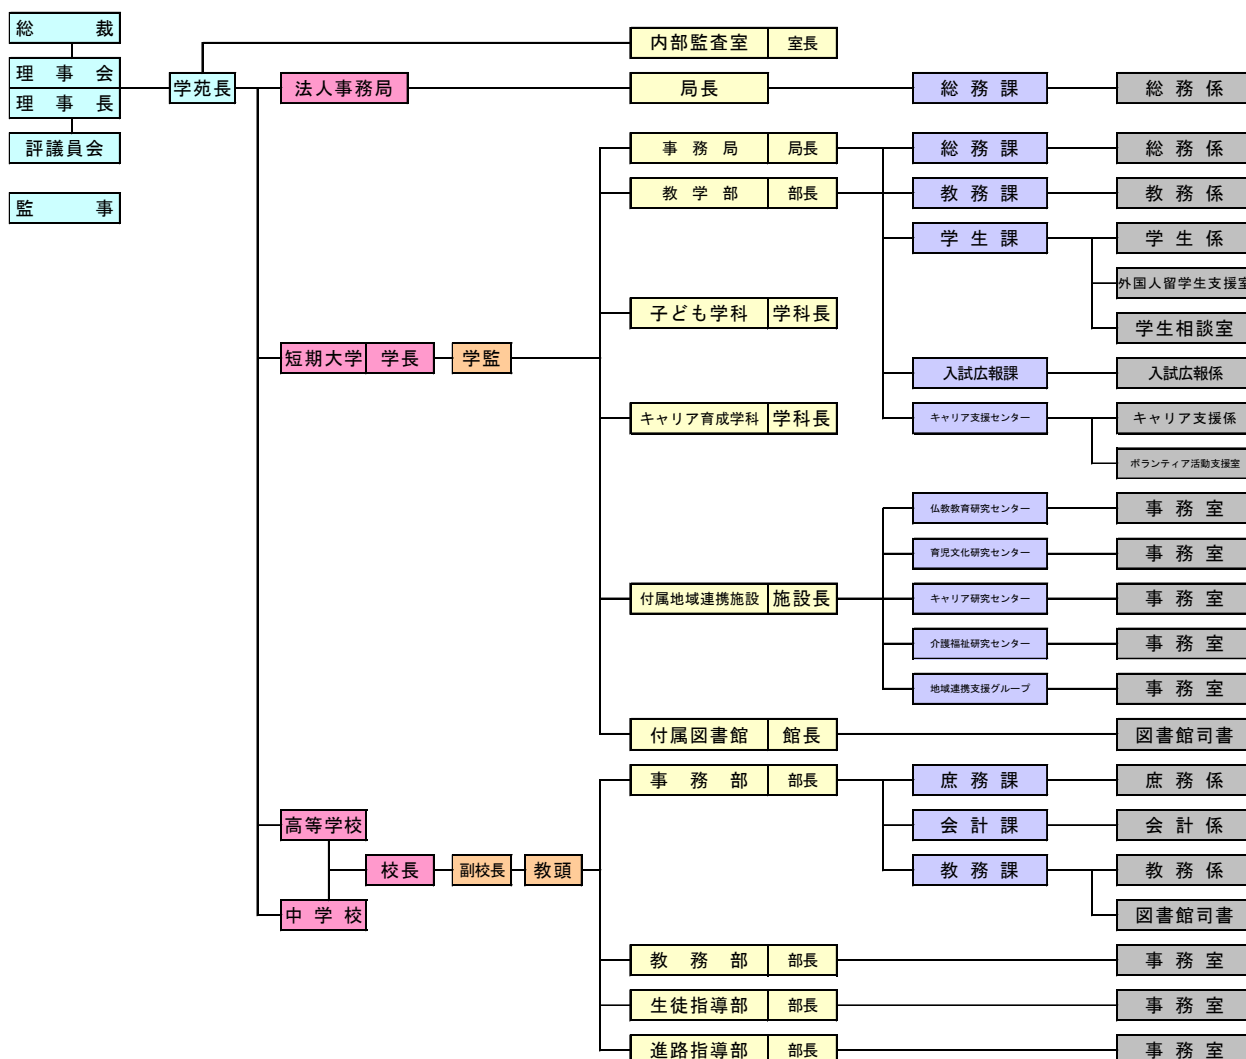 総裁
内部監査室 室長
理事会
理事長
学苑長 法人事務局 局長 総務課 総務係
評議員会
事務局 局長 総務課 総務係
監事
教学部 部長 教務課 教務係
学生課 学生係
外国人留学生支援室
子ども学科 学科長
学生相談室
短期大学 学長 学監
入試広報課 入試広報係
キャリア育成学科 学科長 キャリア支援センター キャリア支援係
ボランティア活動支援室
仏教教育研究センター 事務室
育児文化研究センター 事務室
付属地域連携施設 施設長 キャリア研究センター 事務室
介護福祉研究センター 事務室
地域連携支援グループ 事務室
付属図書館 館長 図書館司書
事務部 部長 庶務課 庶務係
高等学校 会計課 会計係
校長 副校長 教頭 教務課 教務係
中学校 図書館司書
教務部 部長 事務室
生徒指導部 部長 事務室
進路指導部 部長 事務室